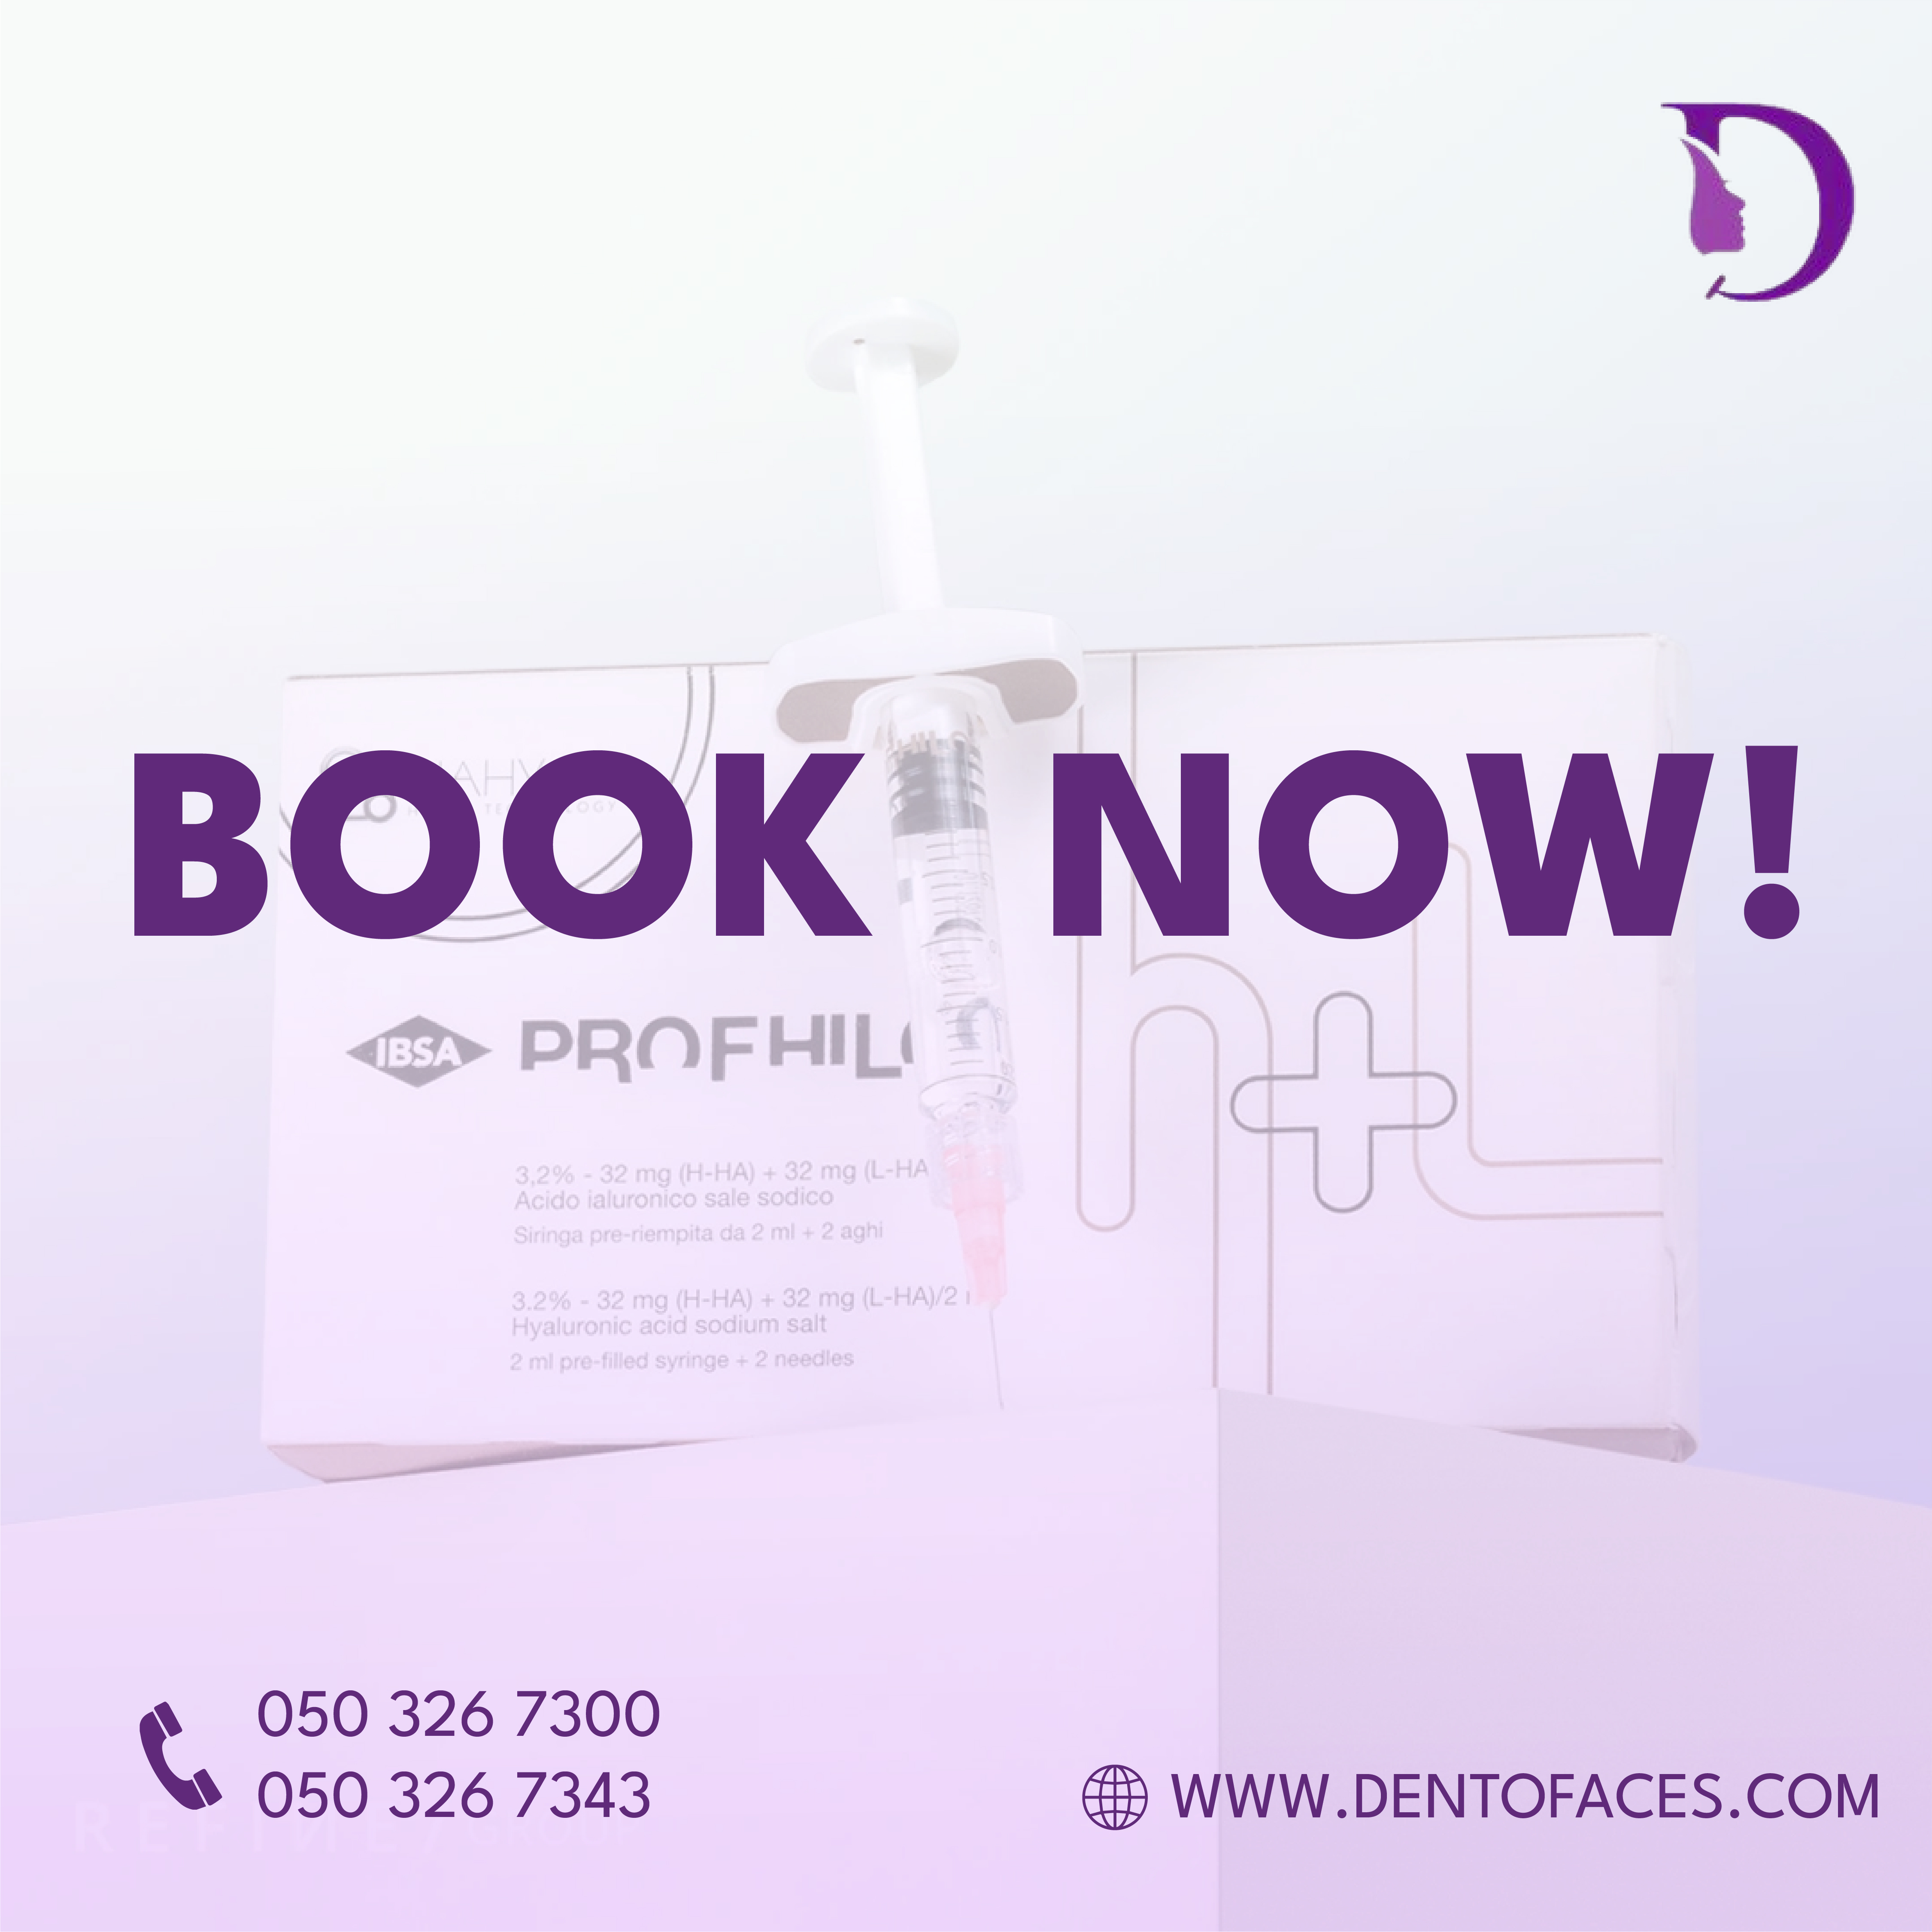 D
BOOK NOW!
IBSA PROFHILO
3,2% - 32 mg (H-HA) + 32 mg (L-HA
Acido ialuronico sale sodico
Siringa pre-riempita da 2 ml + 2 aghi
3.2% - 32 mg (H-HA) + 32 mg (L-HA)/2
Hyaluronic acid sodium salt
2 ml pre-filled syringe + 2 needles
h+L
050 326 7300
050 326 7343
WWW.DENTOFACES.COM